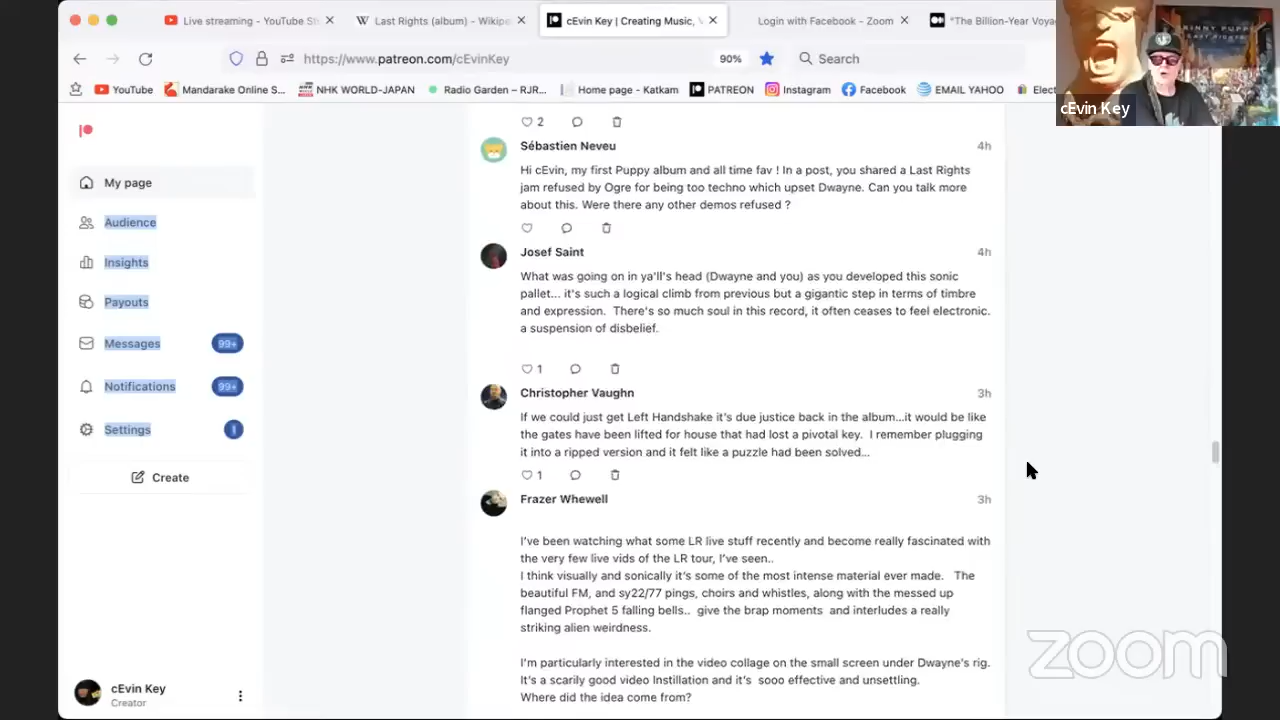 Live streaming - YouTube St
Last Rights (album) - Wikipe
cEvin Key | Creating Music, V
Login with Facebook - Zoom
"The Billion-Year Voyag
https://www.patreon.com/cEvinKey
90%
Search
YouTube
Mandarake Online S...
NHK WORLD-JAPAN
Radio Garden – RJR...
Home page - Katkam
PATREON
Instagram
Facebook
EMAIL YAHOO
Elect
SKINNY PUPPY
LAST RIGHTS
cEvin Key
My page
Audience
Insights
Payouts
Messages 99+
Notifications 99+
Settings
Create
cEvin Key
Creator
2
Sébastien Neveu 4h
Hi cEvin, my first Puppy album and all time fav ! In a post, you shared a Last Rights
jam refused by Ogre for being too techno which upset Dwayne. Can you talk more
about this. Were there any other demos refused ?
Josef Saint 4h
What was going on in ya'll's head (Dwayne and you) as you developed this sonic
pallet... it's such a logical climb from previous but a gigantic step in terms of timbre
and expression. There's so much soul in this record, it often ceases to feel electronic.
a suspension of disbelief.
1
Christopher Vaughn 3h
If we could just get Left Handshake it's due justice back in the album...it would be like
the gates have been lifted for house that had lost a pivotal key. I remember plugging
it into a ripped version and it felt like a puzzle had been solved...
1
Frazer Whewell 3h
I've been watching what some LR live stuff recently and become really fascinated with
the very few live vids of the LR tour, I've seen..
I think visually and sonically it's some of the most intense material ever made. The
beautiful FM, and sy22/77 pings, choirs and whistles, along with the messed up
flanged Prophet 5 falling bells.. give the brap moments and interludes a really
striking alien weirdness.
I'm particularly interested in the video collage on the small screen under Dwayne's rig.
It's a scarily good video Instillation and it's sooo effective and unsettling.
Where did the idea come from?
zoom